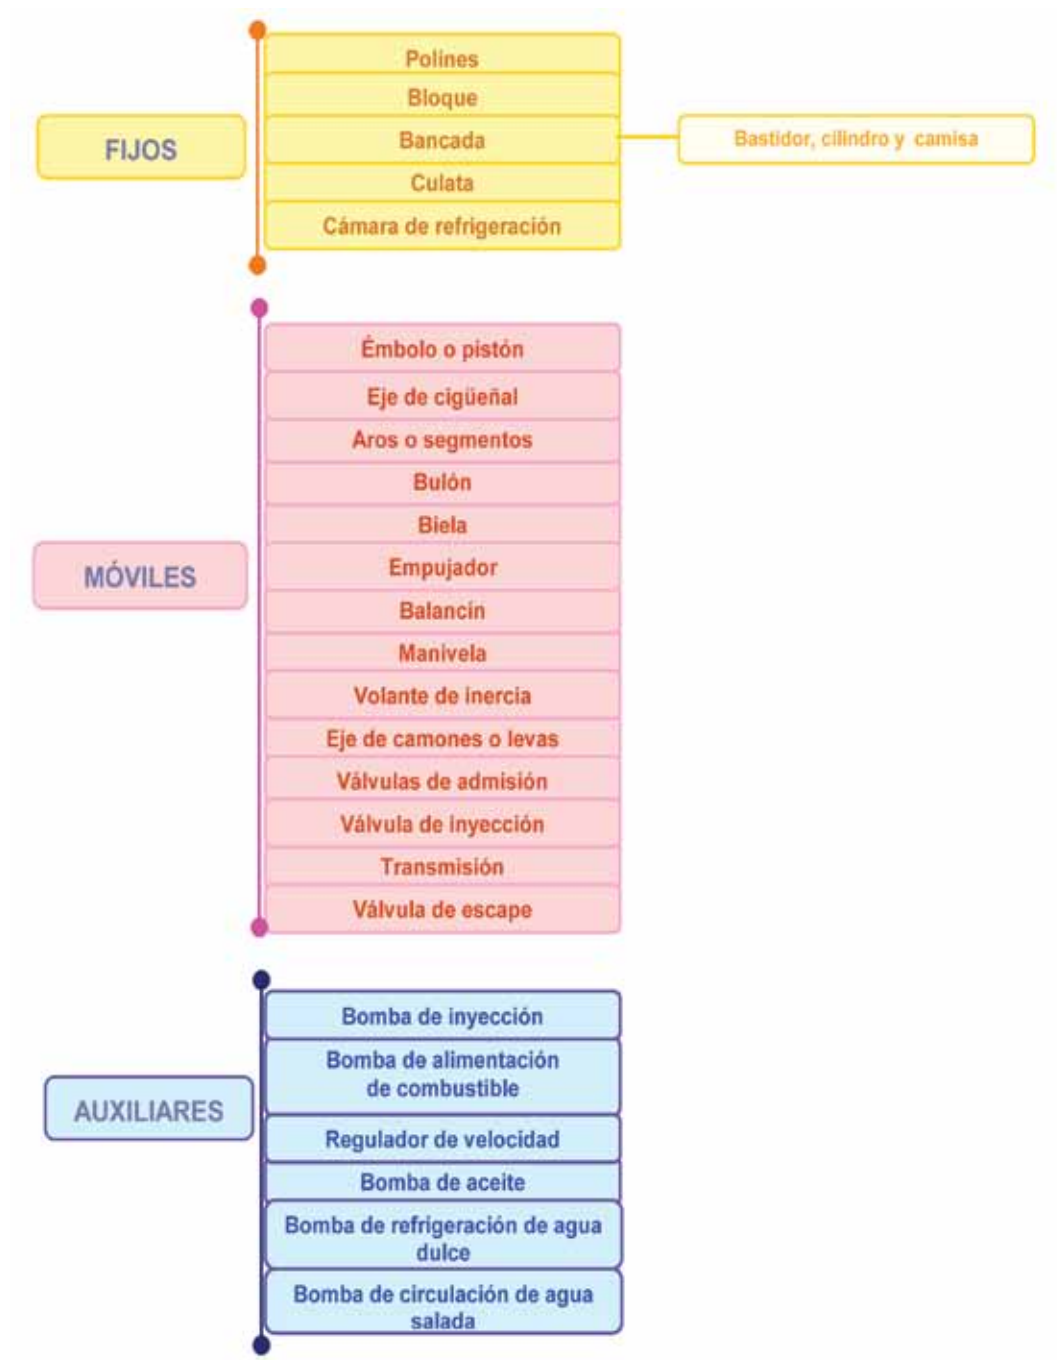 FIJOS
Polines
Bloque
Bancada
Culata
Cámara de refrigeración
Bastidor, cilindro y camisa
MÓVILES
Émbolo o pistón
Eje de cigüeñal
Aros o segmentos
Bulón
Biela
Empujador
Balancín
Manivela
Volante de inercia
Eje de camones o levas
Válvulas de admisión
Válvula de inyección
Transmisión
Válvula de escape
AUXILIARES
Bomba de inyección
Bomba de alimentación
de combustible
Regulador de velocidad
Bomba de aceite
Bomba de refrigeración de agua
dulce
Bomba de circulación de agua
salada